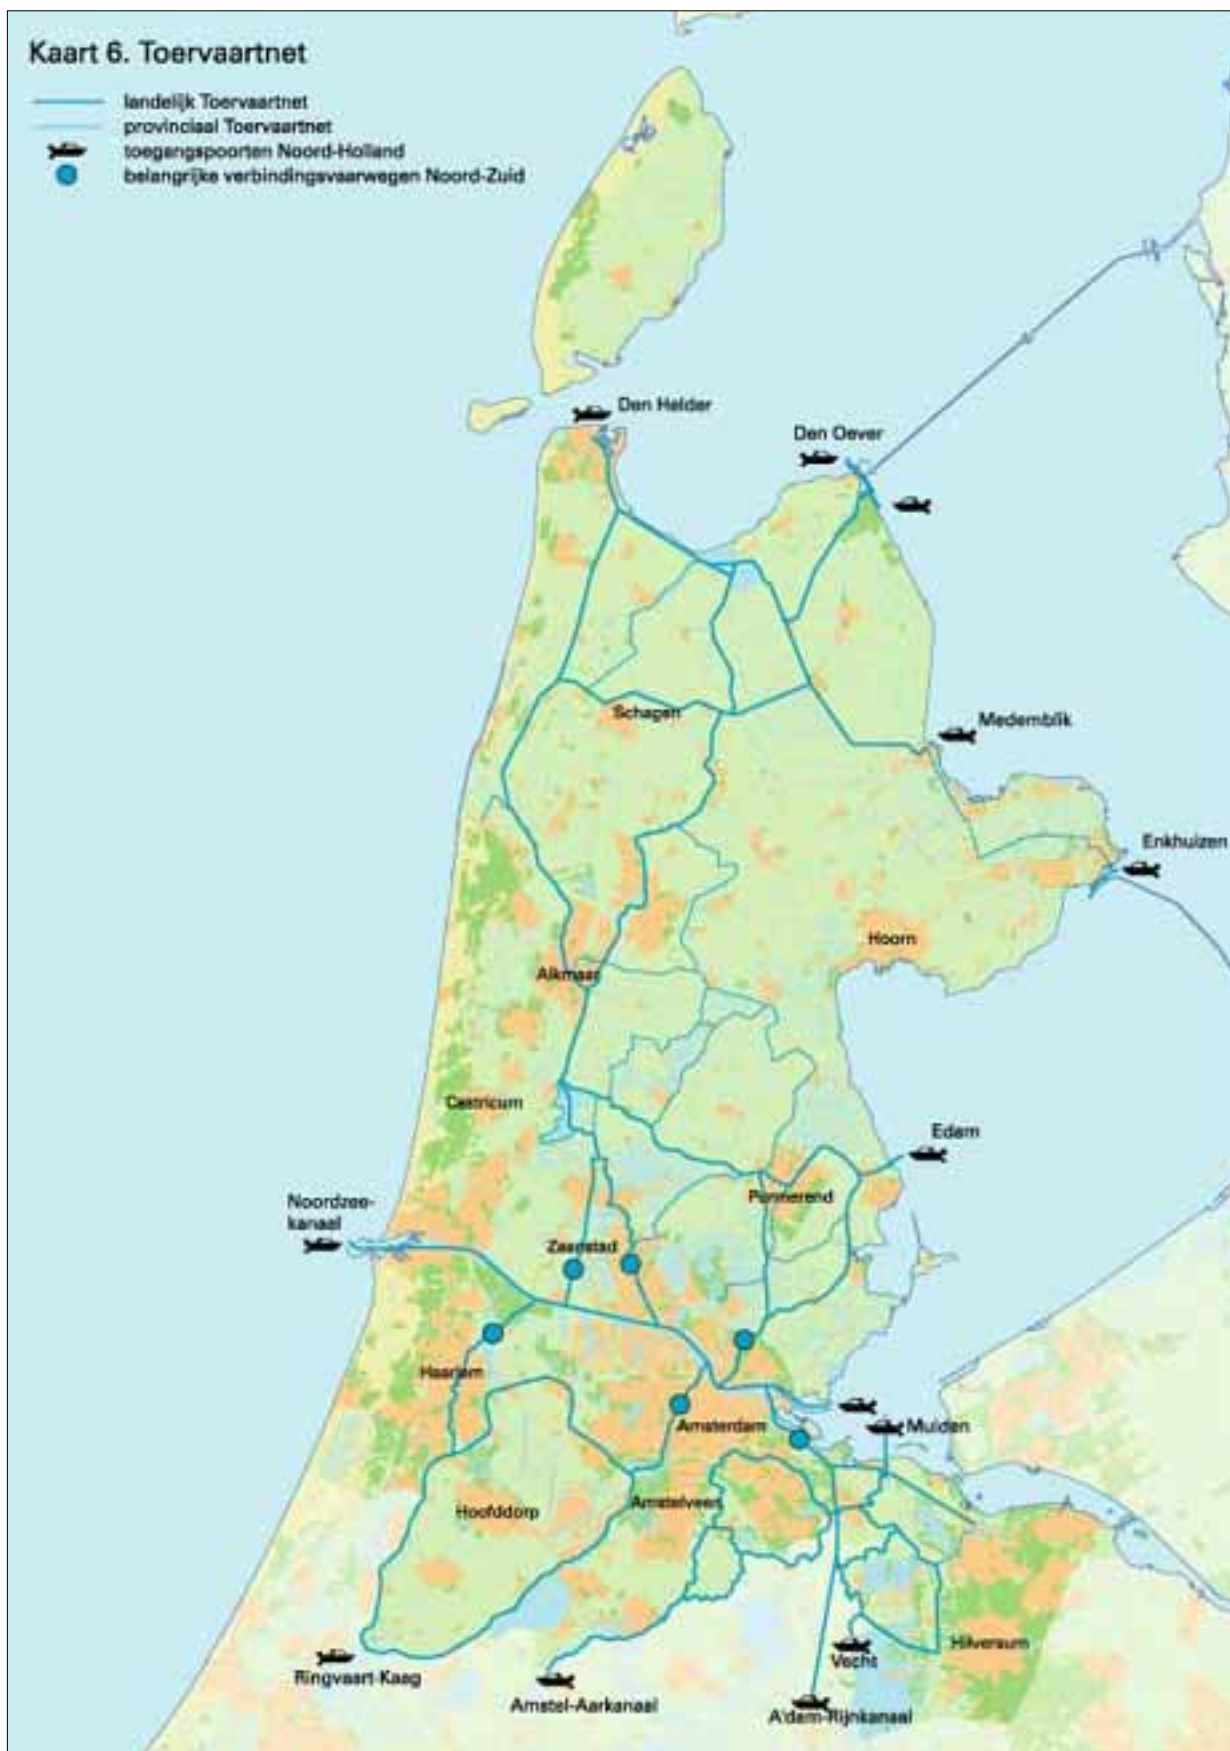 Kaart 6. Toervaartnet
landelijk Toervaartnet
provinciaal Toervaartnet
toegangspoorten Noord-Holland
belangrijke verbindingsvaarwegen Noord-Zuid
Den Helder
Den Oever
Schagen
Medemblik
Enkhuizen
Hoorn
Alkmaar
Castricum
Edam
Purmerend
Noordzee-
kanaal
Zaanstad
Haarlem
Amsterdam
Muiden
Amstelveen
Hoofddorp
Hilversum
Vecht
Ringvaart-Kaag
Amstel-Aarkanaal
A'dam-Rijnkanaal